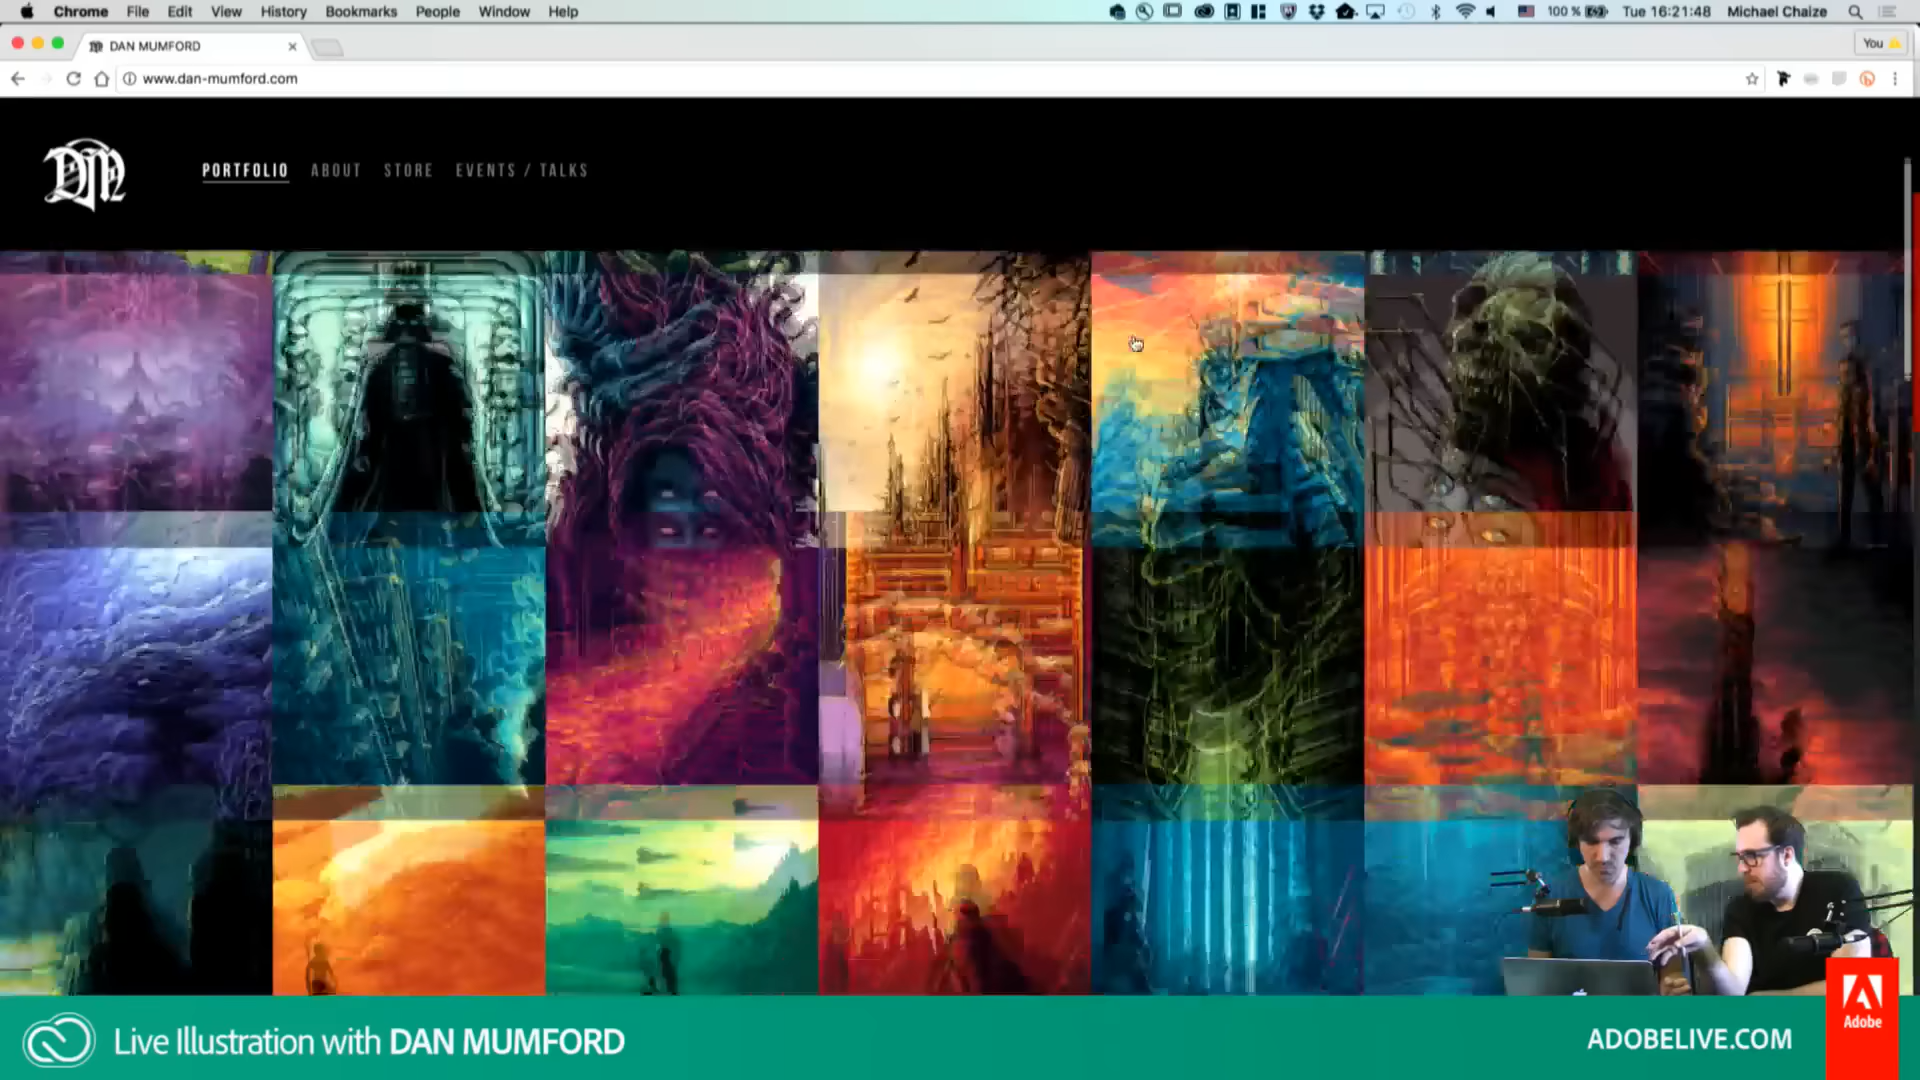 Chrome File Edit View History Bookmarks People Window Help 100 % Tue 16:21:48 Michael Chaize
DAN MUMFORD You
www.dan-mumford.com
DM PORTFOLIO ABOUT STORE EVENTS / TALKS
Live Illustration with DAN MUMFORD
ADOBELIVE.COM
Adobe